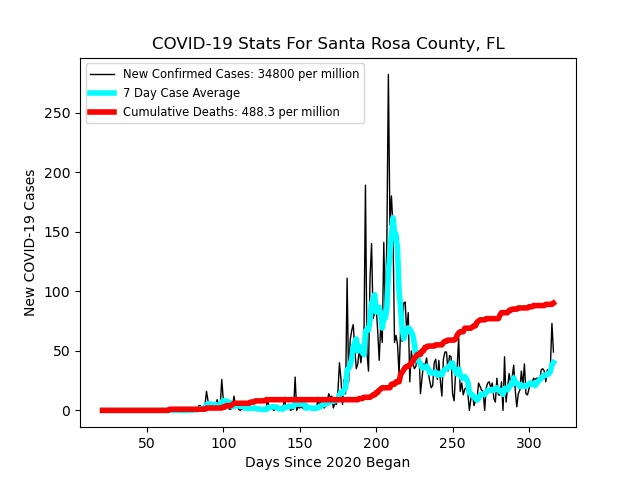 COVID-19 Stats For Santa Rosa County, FL
New Confirmed Cases: 34800 per million
7 Day Case Average
Cumulative Deaths: 488.3 per million
New COVID-19 Cases
250
200
150
100
50
0
50 100 150 200 250 300
Days Since 2020 Began